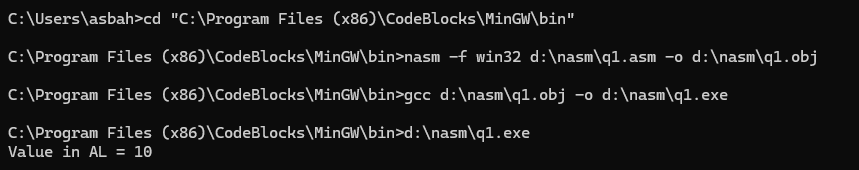 C:\Users\asbah>cd "C:\Program Files (x86)\CodeBlocks\MinGW\bin"
C:\Program Files (x86)\CodeBlocks\MinGW\bin>nasm -f win32 d:\nasm\q1.asm -o d:\nasm\q1.obj
C:\Program Files (x86)\CodeBlocks\MinGW\bin>gcc d:\nasm\q1.obj -o d:\nasm\q1.exe
C:\Program Files (x86)\CodeBlocks\MinGW\bin>d:\nasm\q1.exe
Value in AL = 10